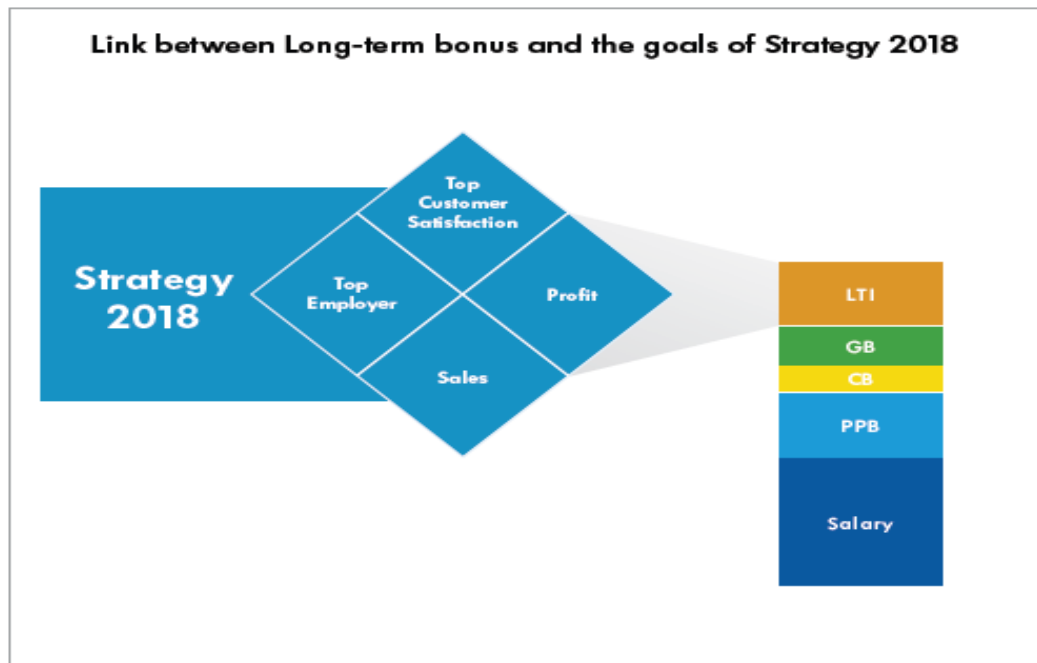 Link between Long-term bonus and the goals of Strategy 2018
Strategy
2018
Top
Customer
Satisfaction
Top
Employer
Profit
Sales
LTI
GB
CB
PPB
Salary